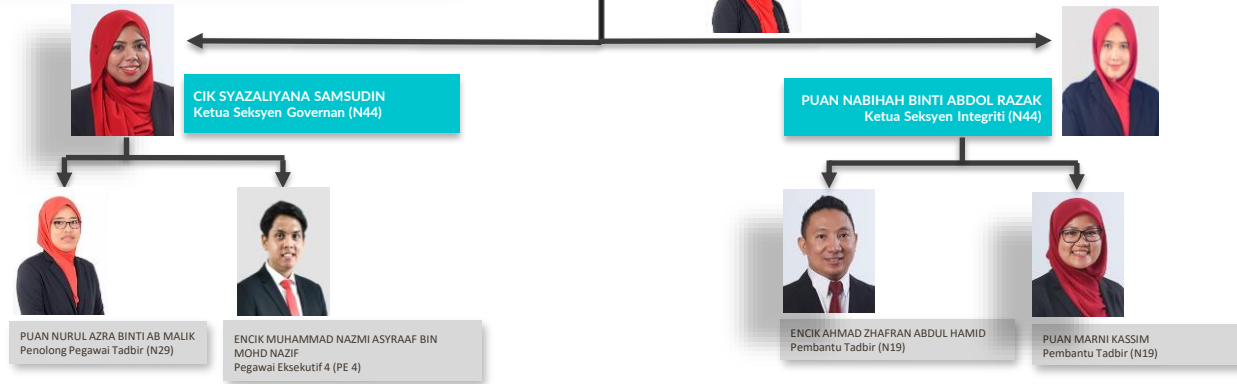 CIK SYAZALIYANA SAMSUDIN
Ketua Seksyen Governan (N44)
PUAN NABIHAH BINTI ABDOL RAZAK
Ketua Seksyen Integriti (N44)
PUAN NURUL AZRA BINTI AB MALIK
Penolong Pegawai Tadbir (N29)
ENCIK MUHAMMAD NAZMI ASYRAAF BIN
MOHD NAZIF
Pegawai Eksekutif 4 (PE 4)
ENCIK AHMAD ZHAFRAN ABDUL HAMID
Pembantu Tadbir (N19)
PUAN MARNI KASSIM
Pembantu Tadbir (N19)